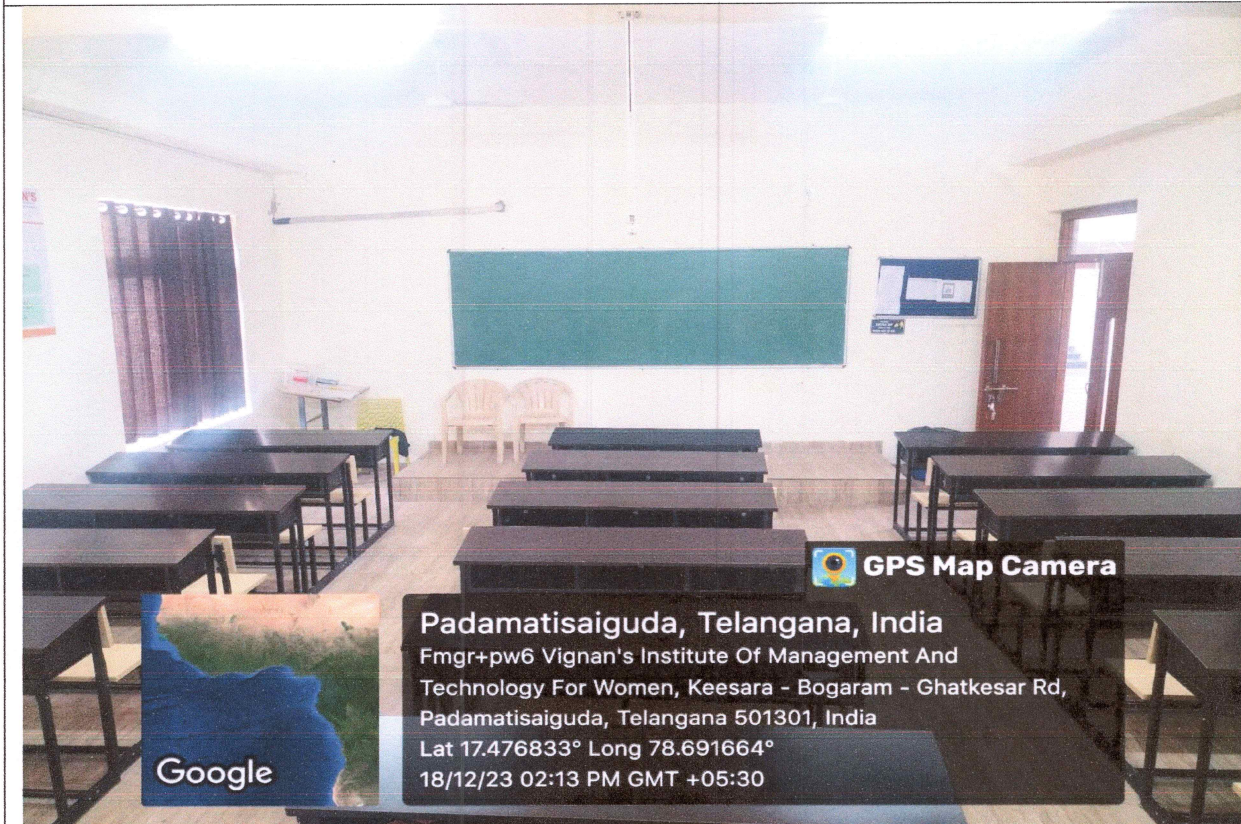 N'S
GPS Map Camera
Padamatisaiguda, Telangana, India
Fmgr+pw6 Vignan's Institute Of Management And
Technology For Women, Keesara - Bogaram - Ghatkesar Rd,
Padamatisaiguda, Telangana 501301, India
Lat 17.476833° Long 78.691664°
18/12/23 02:13 PM GMT +05:30
Google